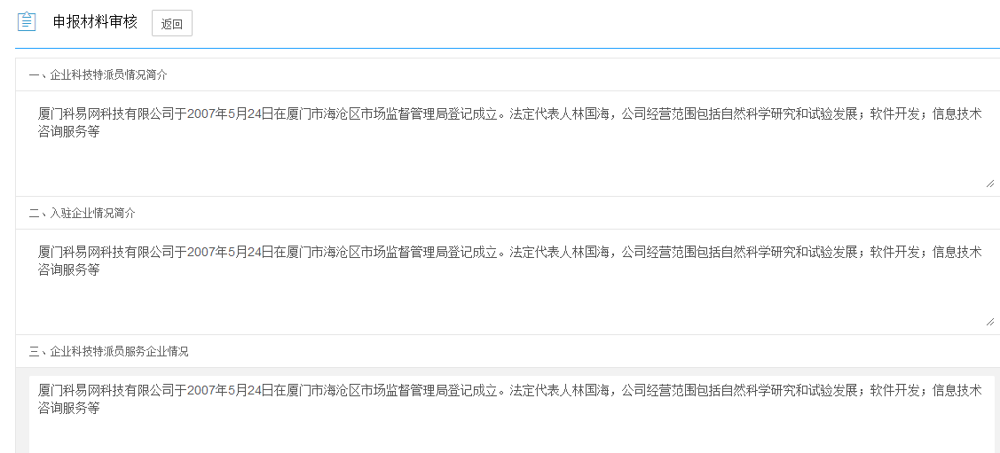 申报材料审核 返回
一、企业科技特派员情况简介
厦门科易网科技有限公司于2007年5月24日在厦门市海沧区市场监督管理局登记成立。法定代表人林国海，公司经营范围包括自然科学研究和试验发展；软件开发；信息技术
咨询服务等
二、入驻企业情况简介
厦门科易网科技有限公司于2007年5月24日在厦门市海沧区市场监督管理局登记成立。法定代表人林国海，公司经营范围包括自然科学研究和试验发展；软件开发；信息技术
咨询服务等
三、企业科技特派员服务企业情况
厦门科易网科技有限公司于2007年5月24日在厦门市海沧区市场监督管理局登记成立。法定代表人林国海，公司经营范围包括自然科学研究和试验发展；软件开发；信息技术
咨询服务等